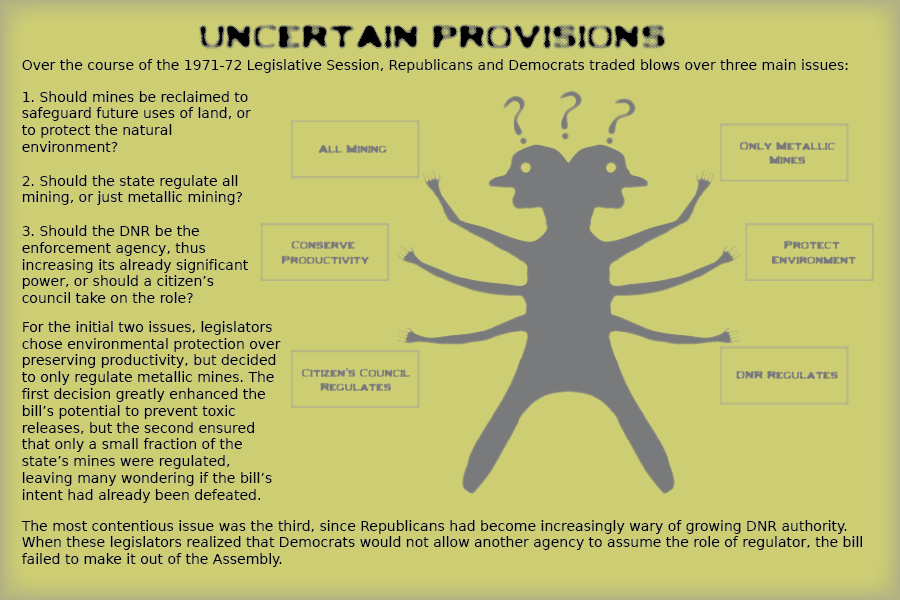 UNCERTAIN PROVISIONS
Over the course of the 1971-72 Legislative Session, Republicans and Democrats traded blows over three main issues:
1. Should mines be reclaimed to
safeguard future uses of land, or
to protect the natural
environment?
2. Should the state regulate all
mining, or just metallic mining?
3. Should the DNR be the
enforcement agency, thus
increasing its already significant
power, or should a citizen’s
council take on the role?
For the initial two issues, legislators
chose environmental protection over
preserving productivity, but decided
to only regulate metallic mines. The
first decision greatly enhanced the
bill’s potential to prevent toxic
releases, but the second ensured
that only a small fraction of the
state’s mines were regulated,
leaving many wondering if the bill’s
intent had already been defeated.
? ? ?
All Mining
Only Metallic
Mines
Conserve
Productivity
Protect
Environment
Citizen's Council
Regulates
DNR Regulates
The most contentious issue was the third, since Republicans had become increasingly wary of growing DNR authority.
When these legislators realized that Democrats would not allow another agency to assume the role of regulator, the bill
failed to make it out of the Assembly.